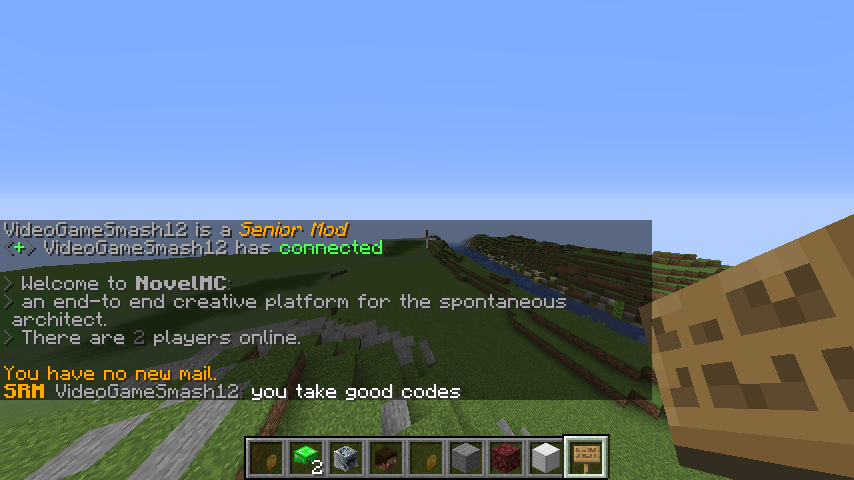 VideoGameSmash12 is a Senior Mod
<+> VideoGameSmash12 has connected
> Welcome to NovelMC:
> an end-to end creative platform for the spontaneous
architect.
> There are 2 players online.
You have no new mail.
SRM VideoGameSmash12: you take good codes
2